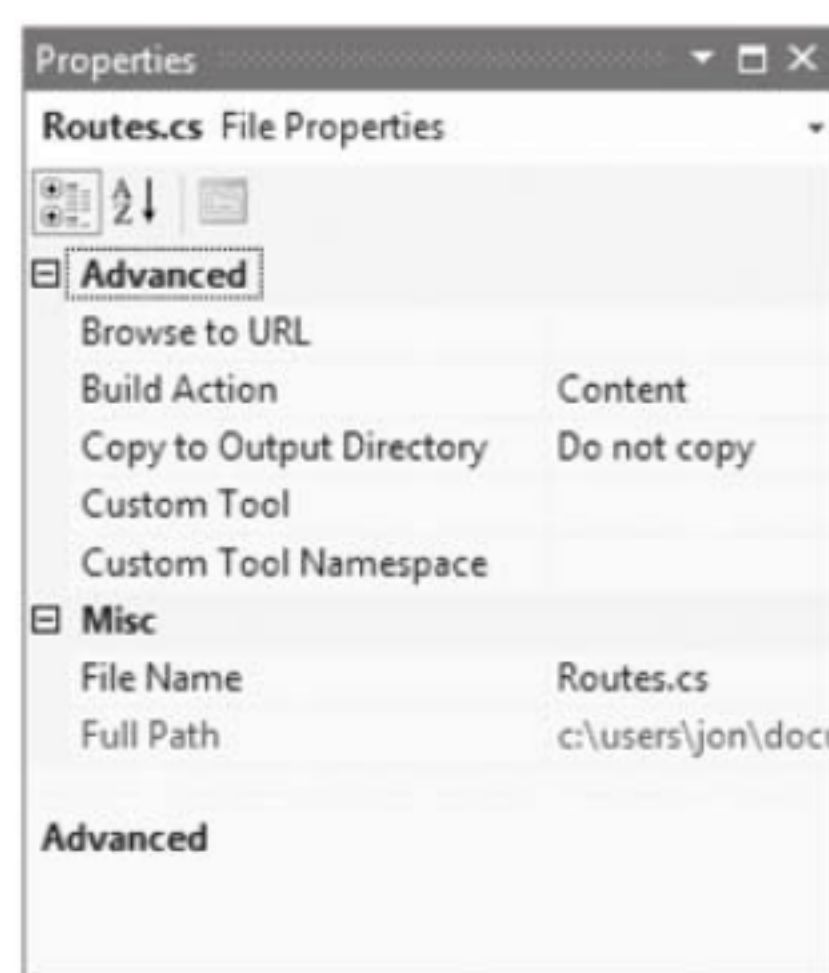 Properties
Routes.cs File Properties
Advanced
Browse to URL
Build Action Content
Copy to Output Directory Do not copy
Custom Tool
Custom Tool Namespace
Misc
File Name Routes.cs
Full Path c:\users\jon\docu
Advanced